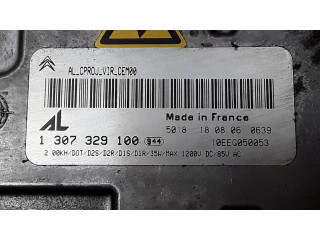 AL_CPROJ_VIR_CEM00
Made in France
5018 18 08 06 0639
AL
1 307 329 100 944
10EEG050053
2.00KH/DOT/D2S/D2R/D1S/D1R/35W/MAX 1200V DC/85V AC